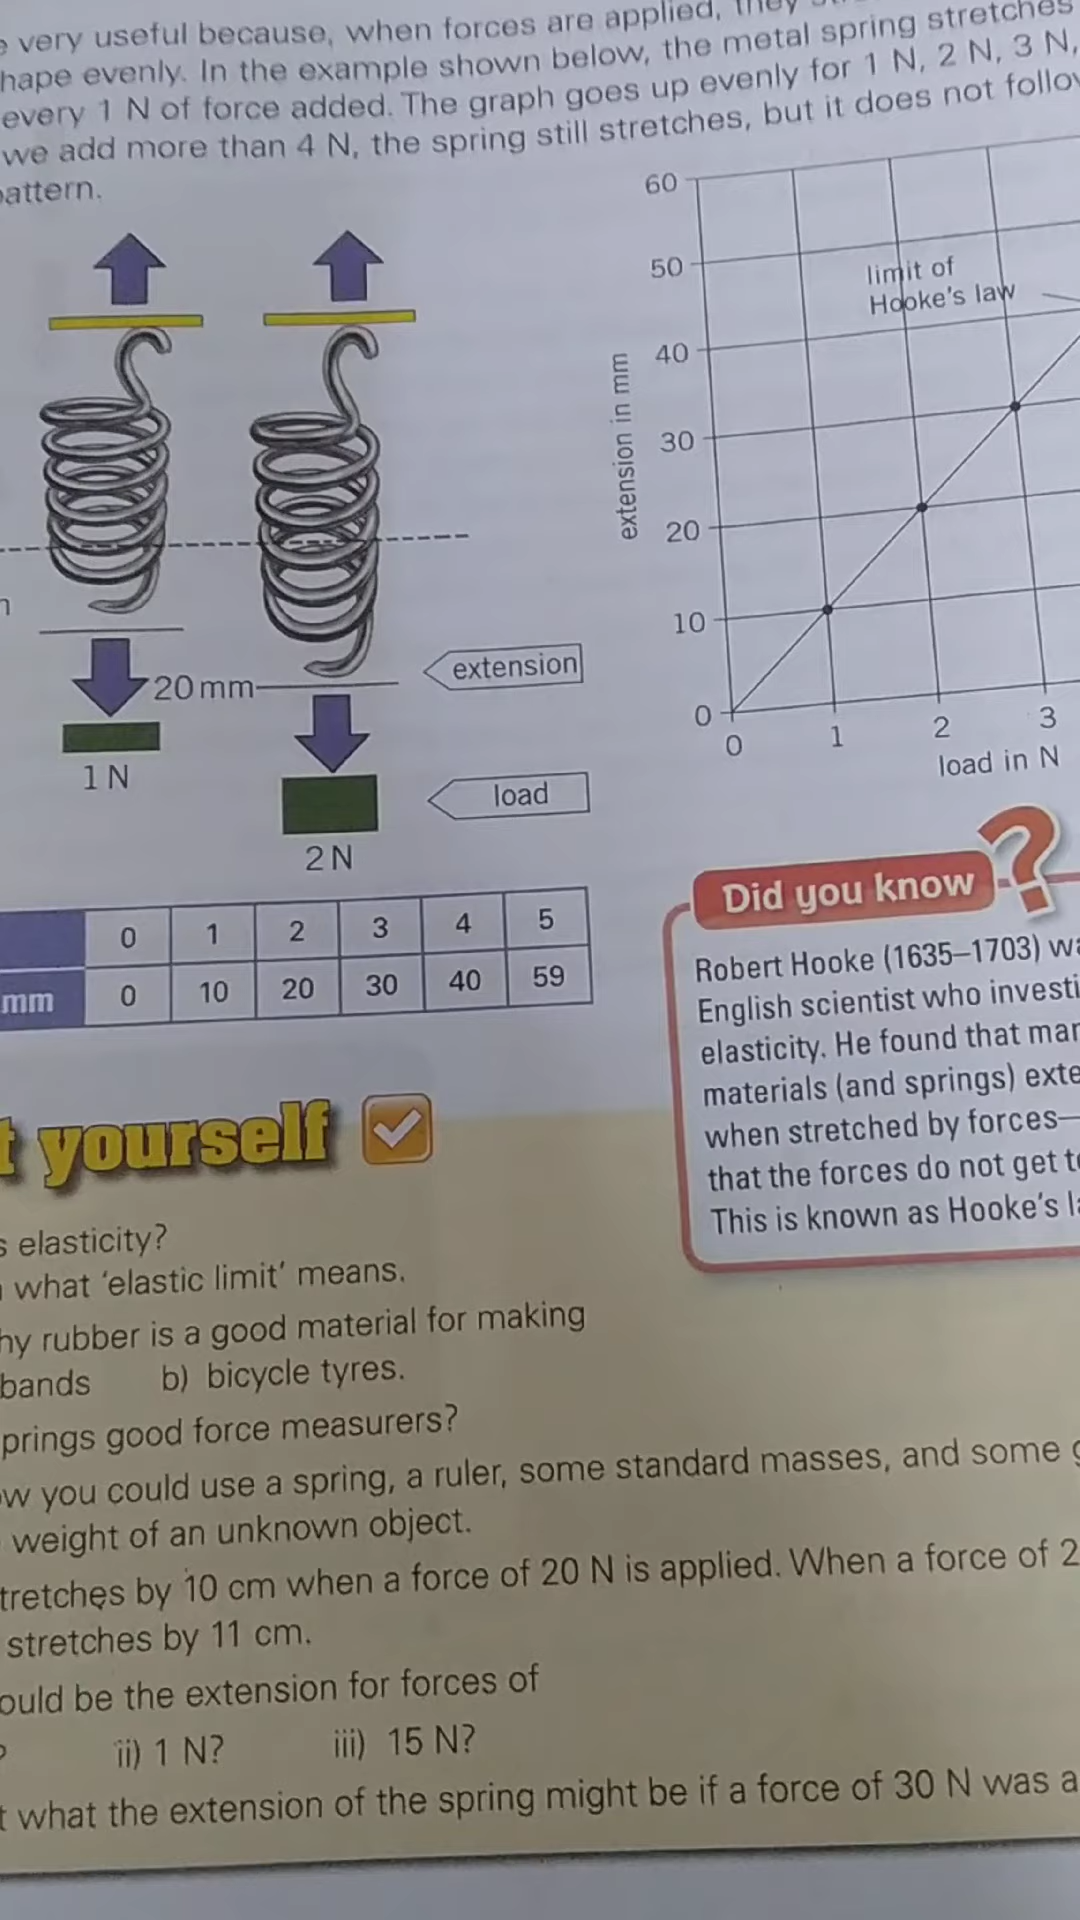 very useful because, when forces are applied, they
hape evenly. In the example shown below, the metal spring stretches
every 1 N of force added. The graph goes up evenly for 1 N, 2 N, 3 N,
we add more than 4 N, the spring still stretches, but it does not follow
pattern.
60
50
40
30
20
10
0
extension in mm
limit of
Hooke's law
0 1 2 3
load in N
20 mm
extension
1 N
load
2 N
0 1 2 3 4 5
mm 0 10 20 30 40 59
Did you know ?
Robert Hooke (1635–1703) wa
English scientist who investi
elasticity. He found that man
materials (and springs) exte
when stretched by forces—
that the forces do not get t
This is known as Hooke's la
t yourself
s elasticity?
what 'elastic limit' means.
hy rubber is a good material for making
bands b) bicycle tyres.
prings good force measurers?
ow you could use a spring, a ruler, some standard masses, and some g
weight of an unknown object.
tretches by 10 cm when a force of 20 N is applied. When a force of 2
stretches by 11 cm.
ould be the extension for forces of
? ii) 1 N? iii) 15 N?
t what the extension of the spring might be if a force of 30 N was a